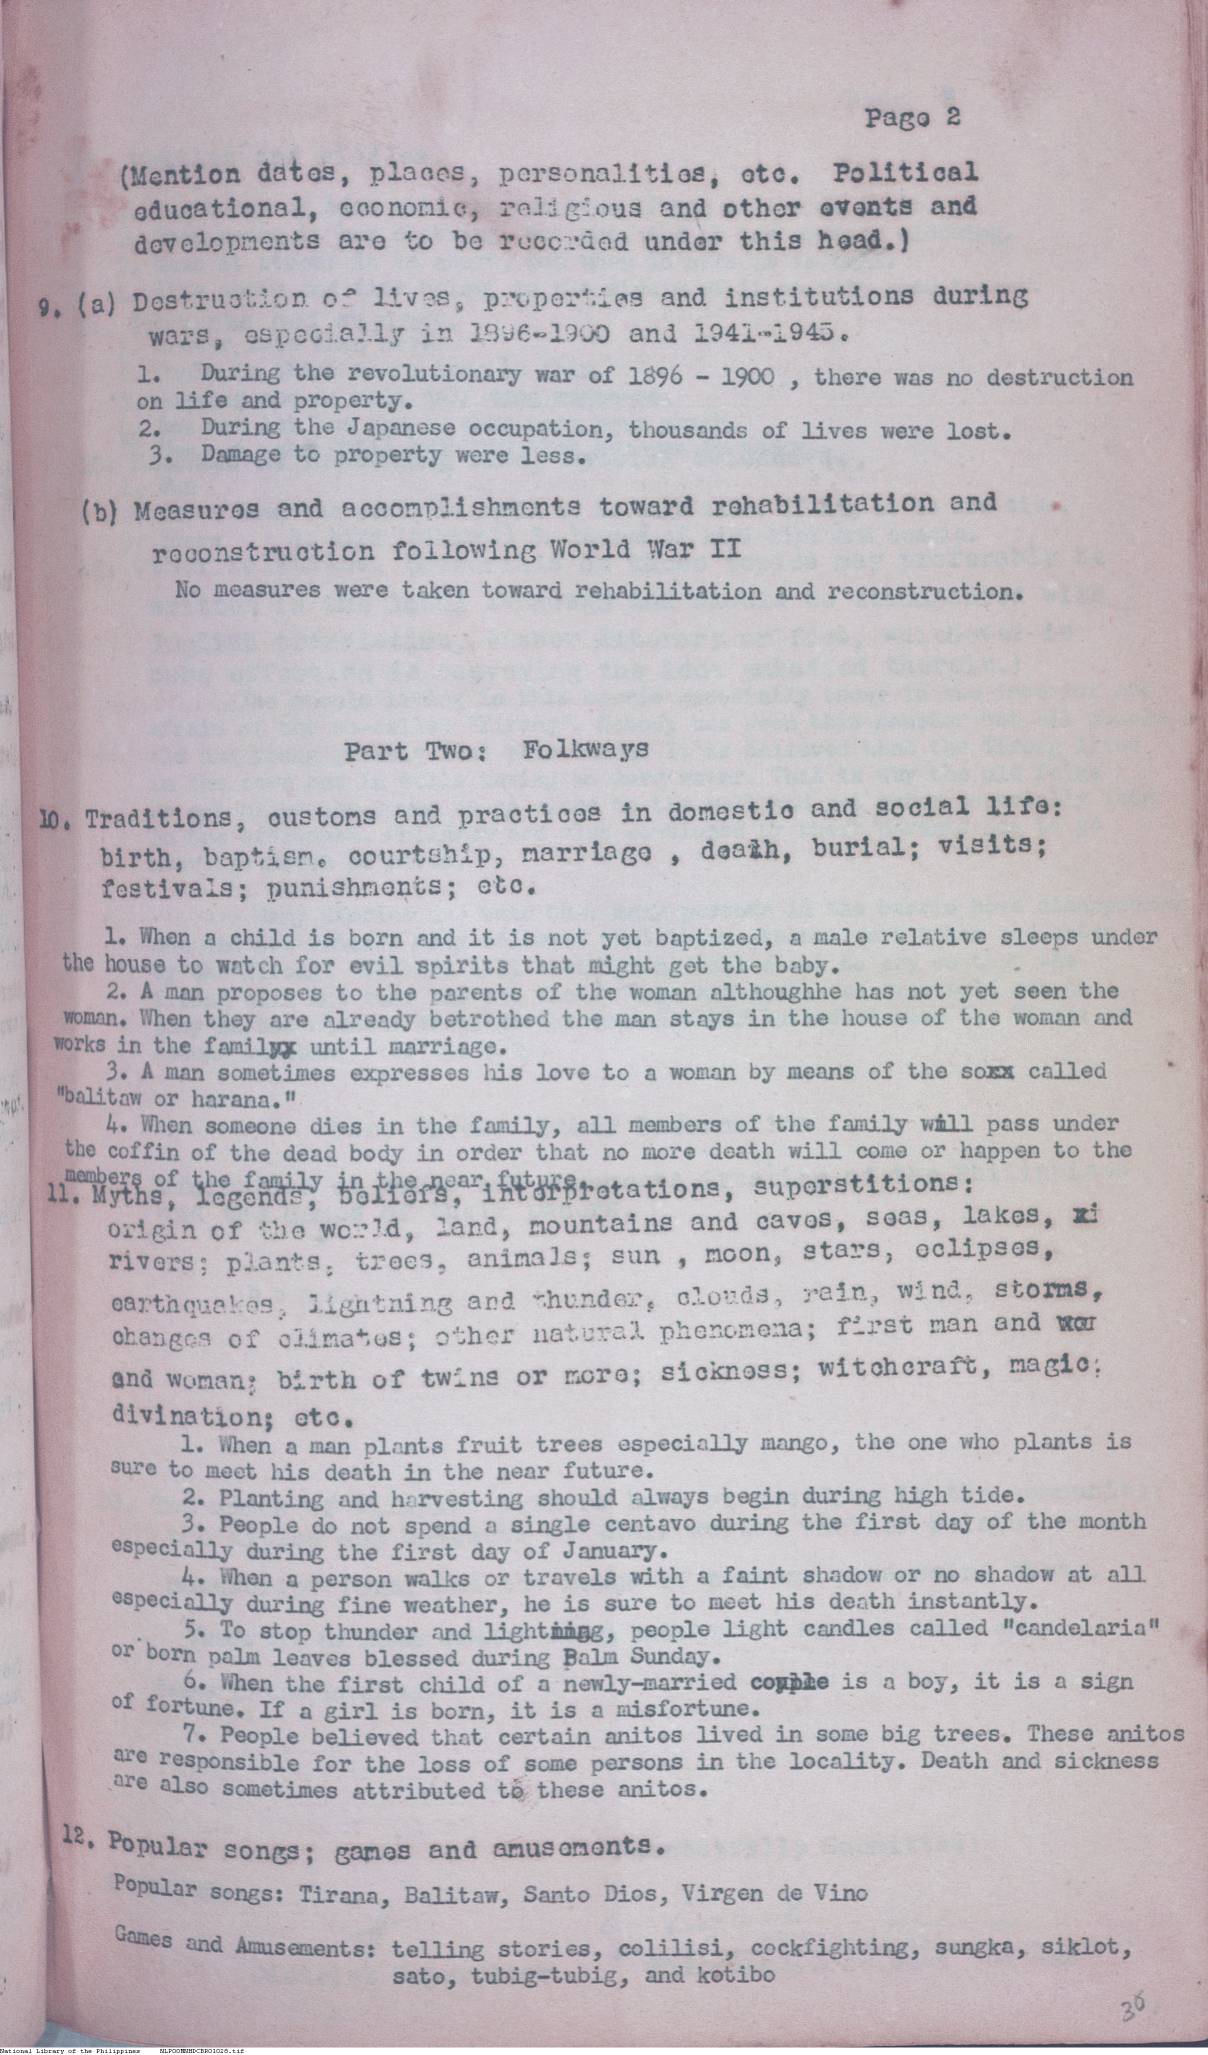 Page 2
(Mention dates, places, personalities, etc. Political
educational, economic, religious and other events and
developments are to be recorded under this head.)
9. (a) Destruction of lives, properties and institutions during
wars, especially in 1896-1900 and 1941-1945.
1. During the revolutionary war of 1896 - 1900 , there was no destruction
on life and property.
2. During the Japanese occupation, thousands of lives were lost.
3. Damage to property were less.
(b) Measures and accomplishments toward rehabilitation and
reconstruction following World War II
No measures were taken toward rehabilitation and reconstruction.
Part Two: Folkways
10. Traditions, customs and practices in domestic and social life:
birth, baptism. courtship, marriage , death, burial; visits;
festivals; punishments; etc.
1. When a child is born and it is not yet baptized, a male relative sleeps under
the house to watch for evil spirits that might get the baby.
2. A man proposes to the parents of the woman althoughhe has not yet seen the
woman. When they are already betrothed the man stays in the house of the woman and
works in the family until marriage.
3. A man sometimes expresses his love to a woman by means of the soxx called
"balitaw or harana."
4. When someone dies in the family, all members of the family will pass under
the coffin of the dead body in order that no more death will come or happen to the
members of the family in the near future.
11. Myths, legends, beliefs, interpretations, superstitions:
origin of the world, land, mountains and caves, seas, lakes, xi
rivers; plants, trees, animals; sun , moon, stars, eclipses,
earthquakes, lightning and thunder, clouds, rain, wind, storms,
changes of climates; other natural phenomena; first man and
and woman; birth of twins or more; sickness; witchcraft, magic;
divination; etc.
1. When a man plants fruit trees especially mango, the one who plants is
sure to meet his death in the near future.
2. Planting and harvesting should always begin during high tide.
3. People do not spend a single centavo during the first day of the month
especially during the first day of January.
4. When a person walks or travels with a faint shadow or no shadow at all
especially during fine weather, he is sure to meet his death instantly.
5. To stop thunder and lightning, people light candles called "candelaria"
or born palm leaves blessed during Balm Sunday.
6. When the first child of a newly-married couple is a boy, it is a sign
of fortune. If a girl is born, it is a misfortune.
7. People believed that certain anitos lived in some big trees. These anitos
are responsible for the loss of some persons in the locality. Death and sickness
are also sometimes attributed to these anitos.
12. Popular songs; games and amusements.
Popular songs: Tirana, Balitaw, Santo Dios, Virgen de Vino
Games and Amusements: telling stories, colilisi, cockfighting, sungka, siklot,
sato, tubig-tubig, and kotibo
36
National Library of the Philippines NLPOOMNHDCBR01028.tif